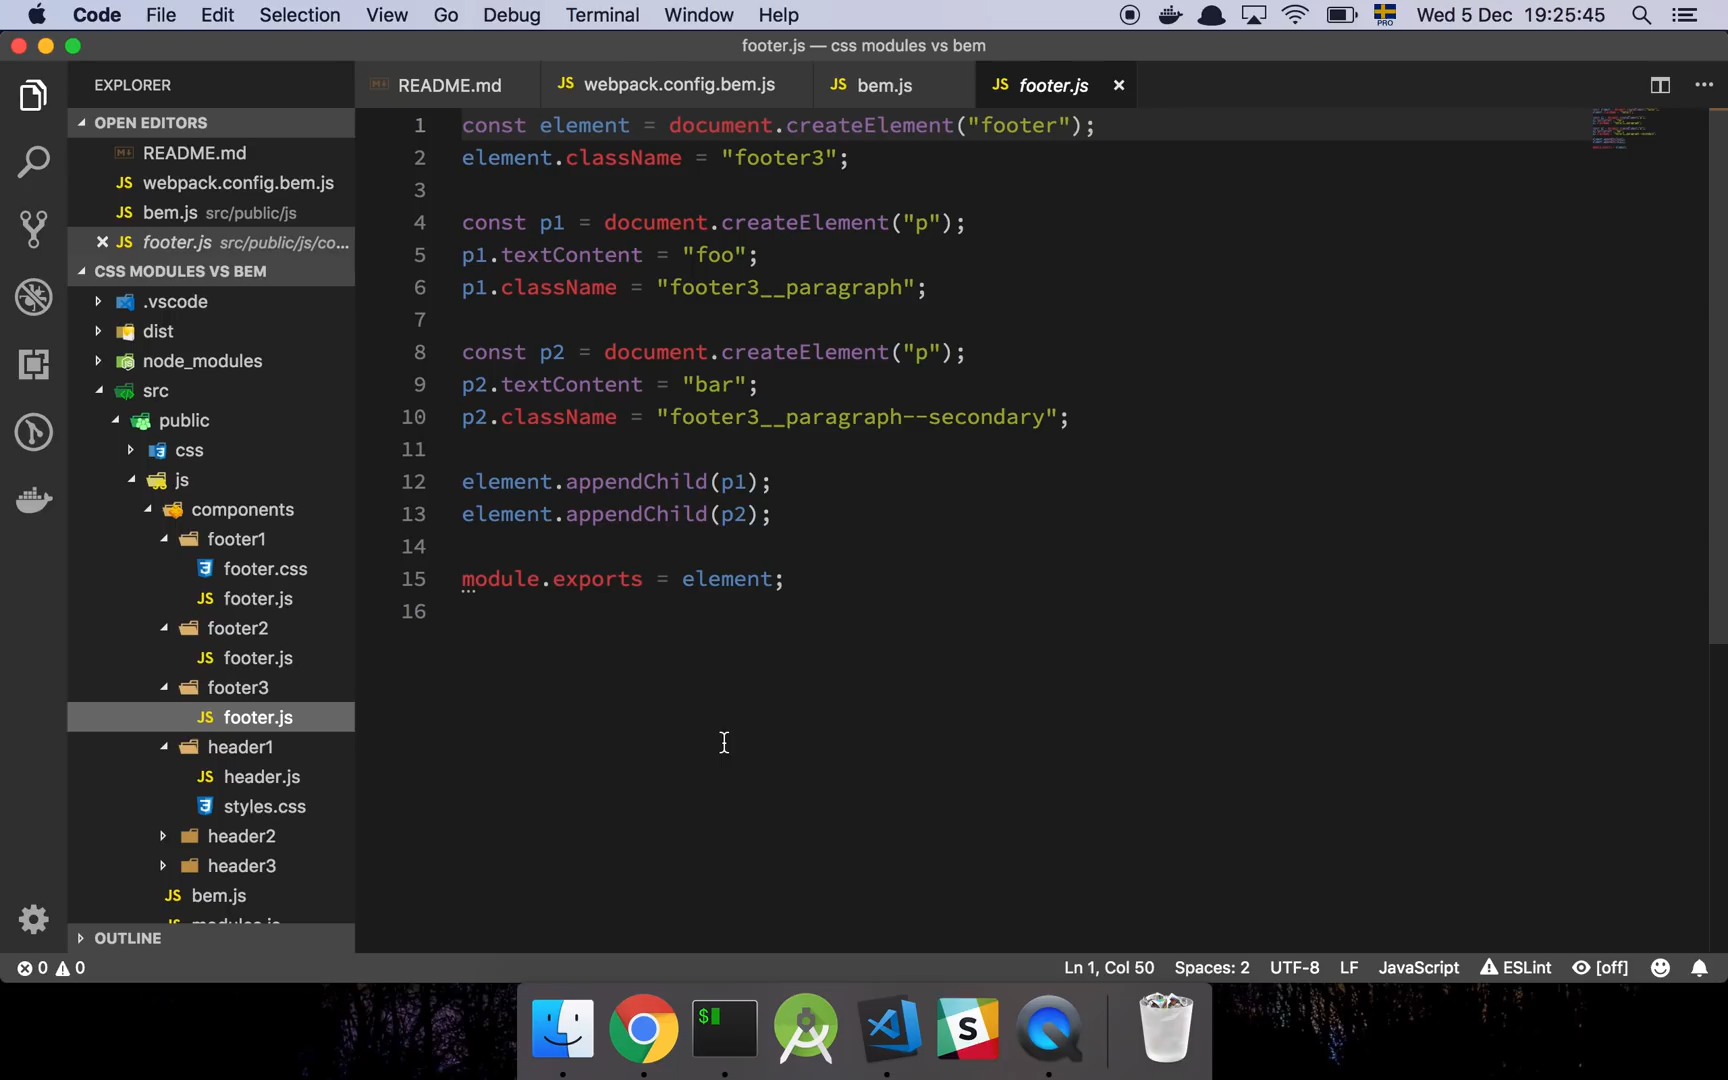 Code File Edit Selection View Go Debug Terminal Window Help PRO Wed 5 Dec 19:25:45
footer.js — css modules vs bem
EXPLORER
README.md webpack.config.bem.js bem.js footer.js
OPEN EDITORS
README.md
webpack.config.bem.js
bem.js src/public/js
footer.js src/public/js/co...
CSS MODULES VS BEM
.vscode
dist
node_modules
src
public
css
js
components
footer1
footer.css
footer.js
footer2
footer.js
footer3
footer.js
header1
header.js
styles.css
header2
header3
bem.js
modules.js
OUTLINE
1 const element = document.createElement("footer");
2 element.className = "footer3";
3
4 const p1 = document.createElement("p");
5 p1.textContent = "foo";
6 p1.className = "footer3__paragraph";
7
8 const p2 = document.createElement("p");
9 p2.textContent = "bar";
10 p2.className = "footer3__paragraph--secondary";
11
12 element.appendChild(p1);
13 element.appendChild(p2);
14
15 module.exports = element;
16
0 0 Ln 1, Col 50 Spaces: 2 UTF-8 LF JavaScript ESLint [off]
$ S